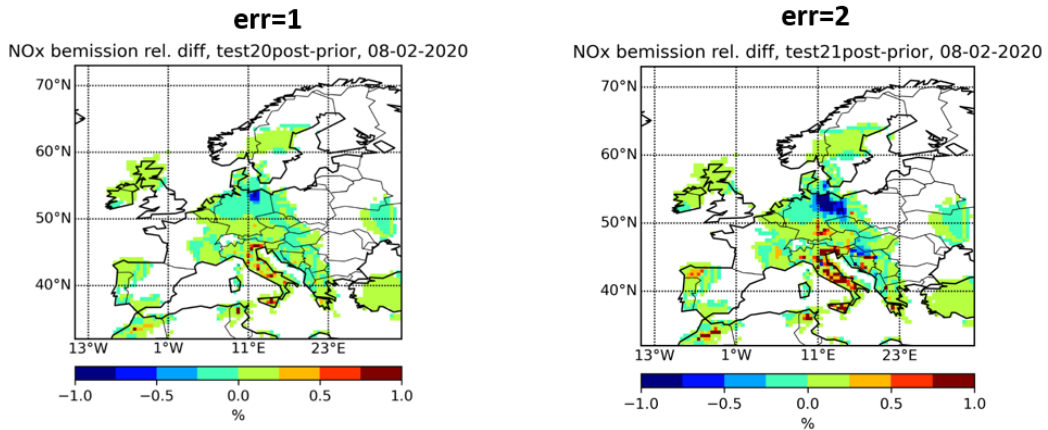 err=1
NOx bemission rel. diff, test20post-prior, 08-02-2020
70°N
60°N
50°N
40°N
13°W 1°W 11°E 23°E
−1.0 −0.5 0.0 0.5 1.0
%
err=2
NOx bemission rel. diff, test21post-prior, 08-02-2020
70°N
60°N
50°N
40°N
13°W 1°W 11°E 23°E
−1.0 −0.5 0.0 0.5 1.0
%